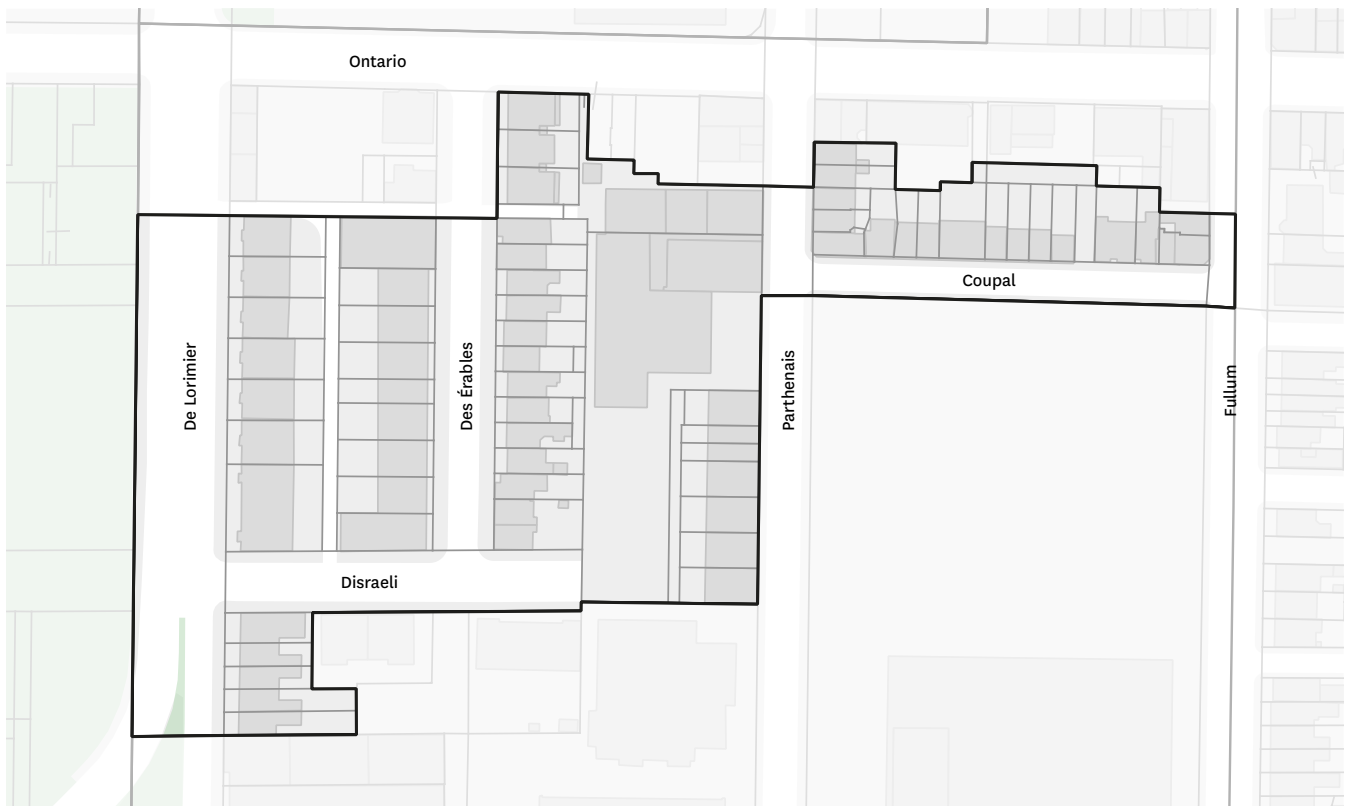 Ontario
Coupal
De Lorimier
Des Érables
Parthenais
Fullum
Disraeli